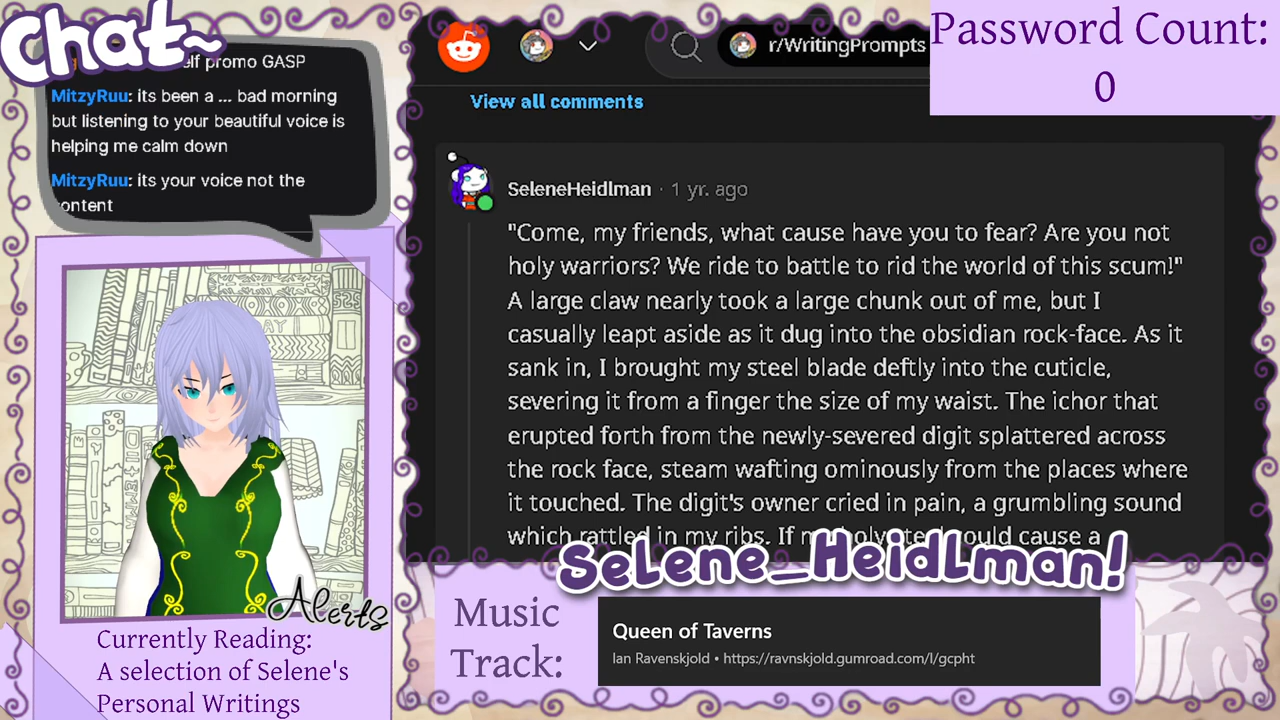 Chat~
elf promo GASP
MitzyRuu: its been a ... bad morning
but listening to your beautiful voice is
helping me calm down
MitzyRuu: its your voice not the
content
Alerts
Currently Reading:
A selection of Selene's
Personal Writings
r/WritingPrompts
Password Count:
0
View all comments
SeleneHeidlman · 1 yr. ago
"Come, my friends, what cause have you to fear? Are you not
holy warriors? We ride to battle to rid the world of this scum!"
A large claw nearly took a large chunk out of me, but I
casually leapt aside as it dug into the obsidian rock-face. As it
sank in, I brought my steel blade deftly into the cuticle,
severing it from a finger the size of my waist. The ichor that
erupted forth from the newly-severed digit splattered across
the rock face, steam wafting ominously from the places where
it touched. The digit's owner cried in pain, a grumbling sound
which rattled in my ribs. If could cause a
Selene_Heidlman!
Music
Track:
Queen of Taverns
Ian Ravenskjold • https://ravnskjold.gumroad.com/l/gcpht